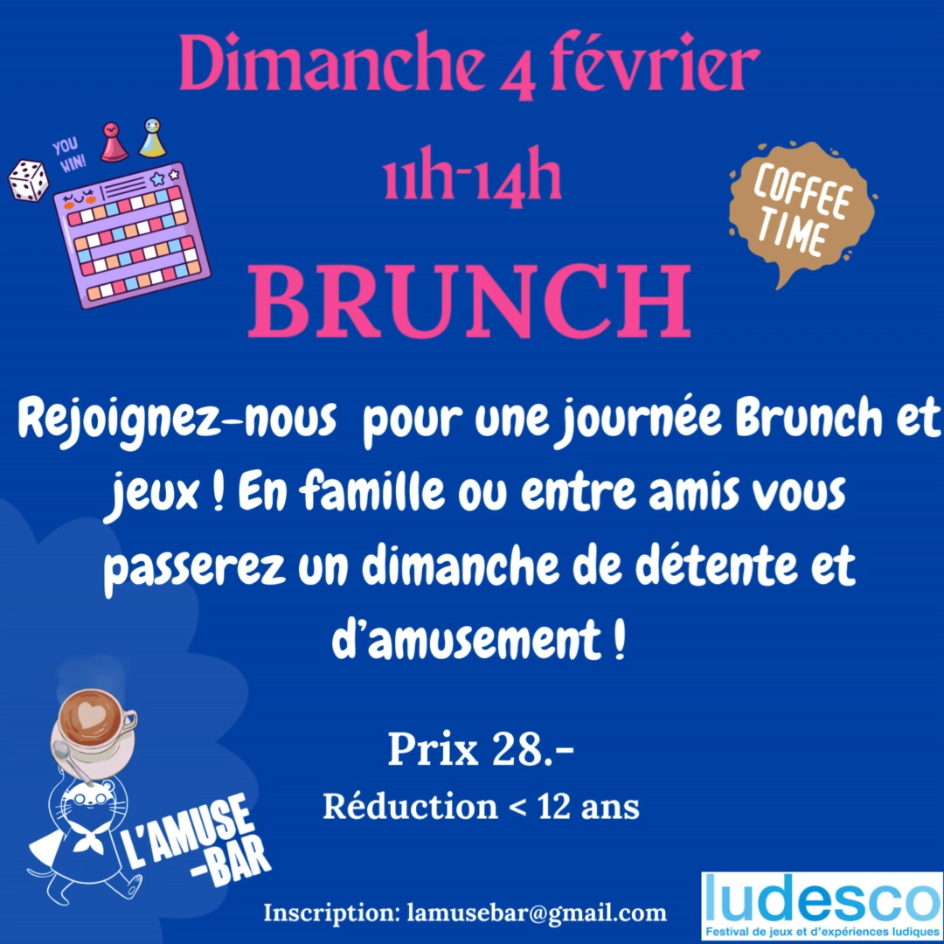 Dimanche 4 février
11h-14h
YOU
WIN!
COFFEE
TIME
BRUNCH
Rejoignez-nous pour une journée Brunch et
jeux ! En famille ou entre amis vous
passerez un dimanche de détente et
d'amusement !
Prix 28.-
Réduction < 12 ans
L'AMUSE
-BAR
Inscription: lamusebar@gmail.com
ludesco
Festival de jeux et d'expériences ludiques